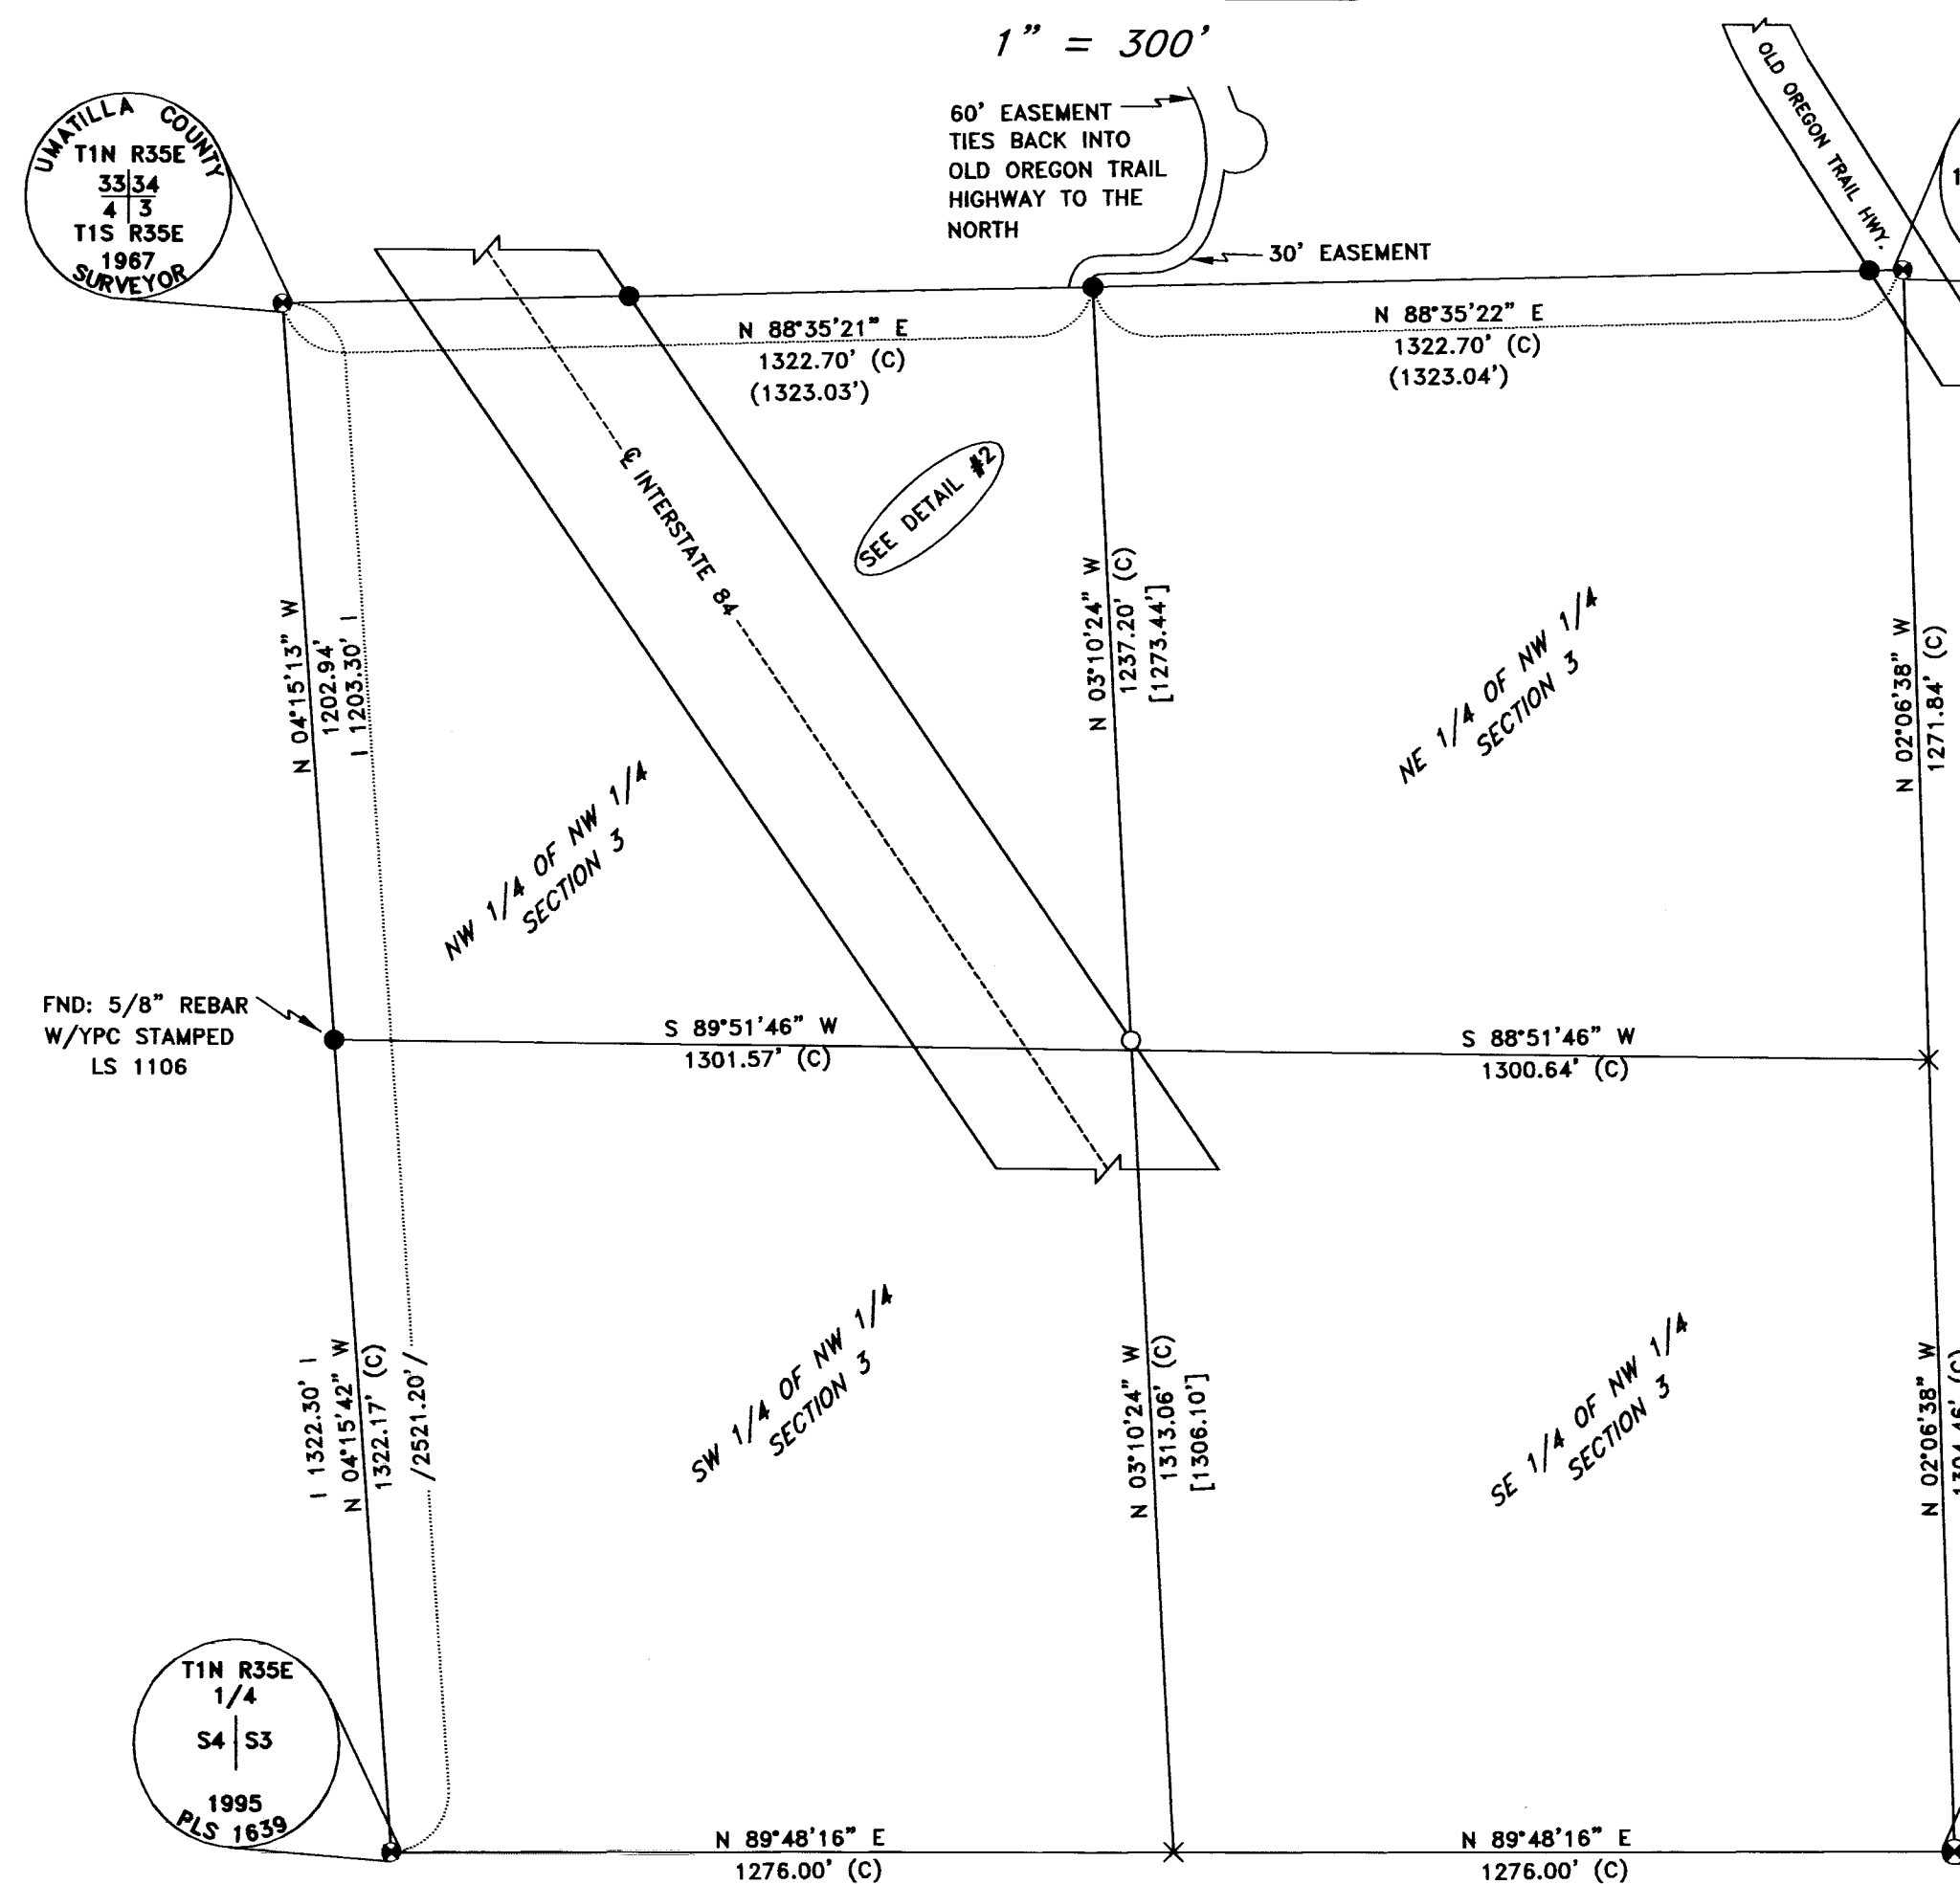 1" = 300'
UMATILLA COUNTY
T1N R35E
33 34
4 3
T1S R35E
1967
SURVEYOR
60' EASEMENT
TIES BACK INTO
OLD OREGON TRAIL
HIGHWAY TO THE
NORTH
30' EASEMENT
OLD OREGON TRAIL HWY.
1
N 88°35'21" E
1322.70' (C)
(1323.03')
N 88°35'22" E
1322.70' (C)
(1323.04')
℄ INTERSTATE 84
SEE DETAIL #2
N 04°15'13" W
1202.94'
| 1203.30' |
N 03°10'24" W
1237.20' (C)
[1273.44']
N 02°06'38" W
1271.84' (C)
NW 1/4 OF NW 1/4
SECTION 3
NE 1/4 OF NW 1/4
SECTION 3
FND: 5/8" REBAR
W/YPC STAMPED
LS 1106
S 89°51'46" W
1301.57' (C)
S 88°51'46" W
1300.64' (C)
| 1322.30' |
N 04°15'42" W
1322.17' (C)
/2521.20'/
SW 1/4 OF NW 1/4
SECTION 3
N 03°10'24" W
1313.06' (C)
[1306.10']
SE 1/4 OF NW 1/4
SECTION 3
N 02°06'38" W
T1N R35E
1/4
S4 S3
1995
PLS 1639
N 89°48'16" E
1276.00' (C)
N 89°48'16" E
1276.00' (C)